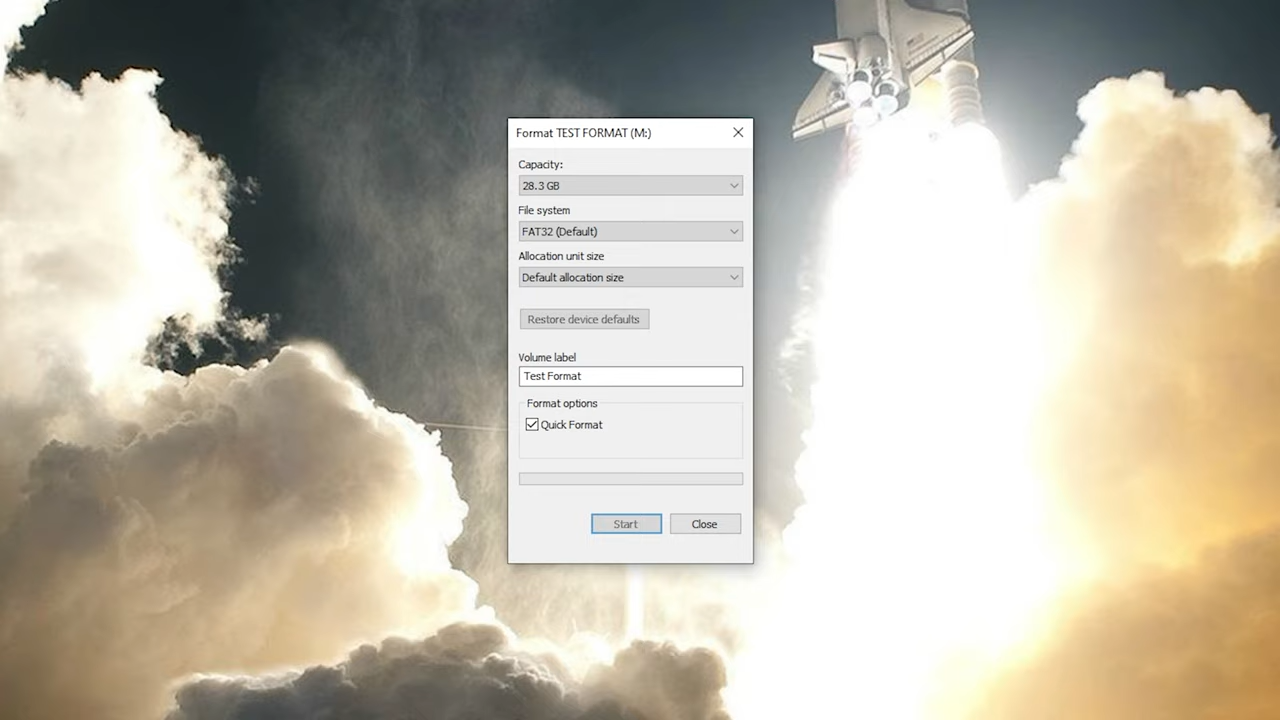 Format TEST FORMAT (M:)
Capacity:
28.3 GB
File system
FAT32 (Default)
Allocation unit size
Default allocation size
Restore device defaults
Volume label
Test Format
Format options
Quick Format
Start
Close